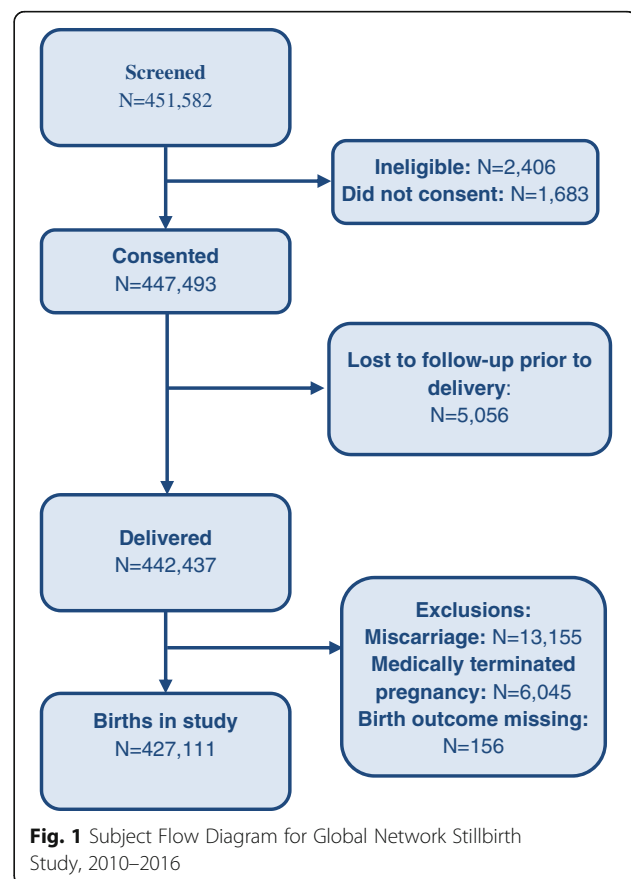 Screened
N=451,582
Ineligible: N=2,406
Did not consent: N=1,683
Consented
N=447,493
Lost to follow-up prior to
delivery:
N=5,056
Delivered
N=442,437
Exclusions:
Miscarriage: N=13,155
Medically terminated
pregnancy: N=6,045
Birth outcome missing:
N=156
Births in study
N=427,111
Fig. 1 Subject Flow Diagram for Global Network Stillbirth
Study, 2010–2016